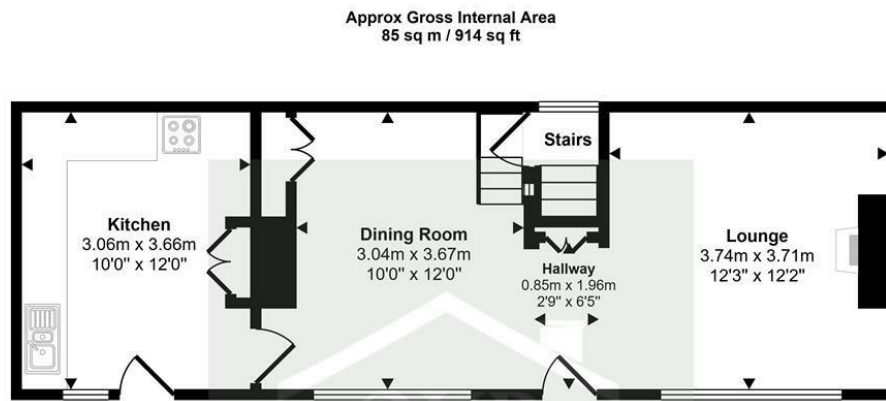 Approx Gross Internal Area
85 sq m / 914 sq ft
Stairs
Kitchen
3.06m x 3.66m
10'0" x 12'0"
Dining Room
3.04m x 3.67m
10'0" x 12'0"
Hallway
0.85m x 1.96m
2'9" x 6'5"
Lounge
3.74m x 3.71m
12'3" x 12'2"